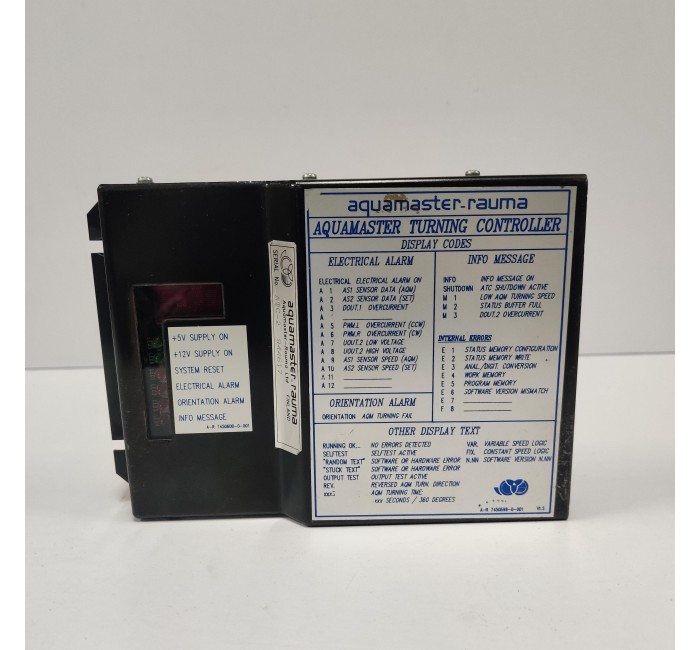 aquamaster-rauma
AQUAMASTER TURNING CONTROLLER
DISPLAY CODES
ELECTRICAL ALARM
ELECTRICAL ELECTRICAL ALARM ON
A 1 AS1 SENSOR DATA (AQM)
A 2 AS2 SENSOR DATA (SET)
A 3 DOUT.1 OVERCURRENT
A 5 PWM.L OVERCURRENT (CCW)
A 6 PWM.R OVERCURRENT (CW)
A 7 UOUT.2 LOW VOLTAGE
A 8 UOUT.2 HIGH VOLTAGE
A 9 AS1 SENSOR SPEED (AQM)
A 10 AS2 SENSOR SPEED (SET)
A 11
A 12
ORIENTATION ALARM
ORIENTATION AQM TURNING FAIL
INFO MESSAGE
INFO INFO MESSAGE ON
SHUTDOWN ATC SHUTDOWN ACTIVE
M 1 LOW AQM TURNING SPEED
M 2 STATUS BUFFER FULL
M 3 DOUT.2 OVERCURRENT
INTERNAL ERRORS
E 1 STATUS MEMORY CONFIGURATION
E 2 STATUS MEMORY WRITE
E 3 ANAL./DIGIT. CONVERSION
E 4 WORK MEMORY
E 5 PROGRAM MEMORY
E 6 SOFTWARE VERSION MISMATCH
E 7
F 8
OTHER DISPLAY TEXT
RUNNING OK... NO ERRORS DETECTED
SELFTEST SELFTEST ACTIVE
"RANDOM TEXT" SOFTWARE OR HARDWARE ERROR
"STUCK TEXT" SOFTWARE OR HARDWARE ERROR
OUTPUT TEST OUTPUT TEST ACTIVE
REV. REVERSED AQM TURN. DIRECTION
xxx: AQM TURNING TIME:
xxx SECONDS / 360 DEGREES
VAR. VARIABLE SPEED LOGIC
FIX. CONSTANT SPEED LOGIC
N.NN SOFTWARE VERSION N.NN
A-R 7450698-0-001
+5V SUPPLY ON
+12V SUPPLY ON
SYSTEM RESET
ELECTRICAL ALARM
ORIENTATION ALARM
INFO MESSAGE
aquamaster-rauma
Aquamaster-Rauma Ltd
FINLAND
SERIAL No.